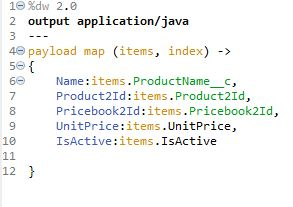 1 %dw 2.0
2 output application/java
3 ---
4 payload map (items, index) ->
5 {
6 Name:items.ProductName__c,
7 Product2Id:items.Product2Id,
8 Pricebook2Id:items.Pricebook2Id,
9 UnitPrice:items.UnitPrice,
10 IsActive:items.IsActive
11
12 }